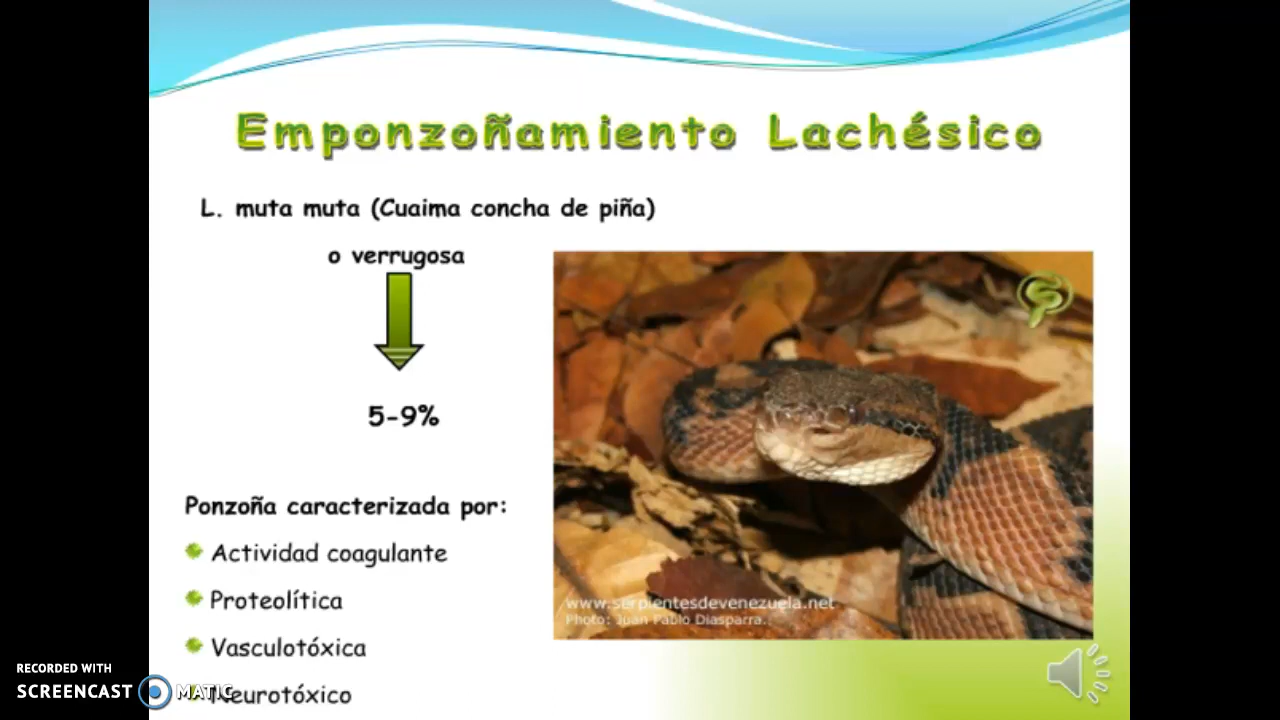 Emponzoñamiento Lachésico
L. muta muta (Cuaima concha de piña)
o verrugosa
5-9%
Ponzoña caracterizada por:
Actividad coagulante
Proteolítica
Vasculotóxica
Neurotóxico
www.serpientesdevenezuela.net
Photo: Juan Pablo Diasparra.
RECORDED WITH
SCREENCAST MATIC